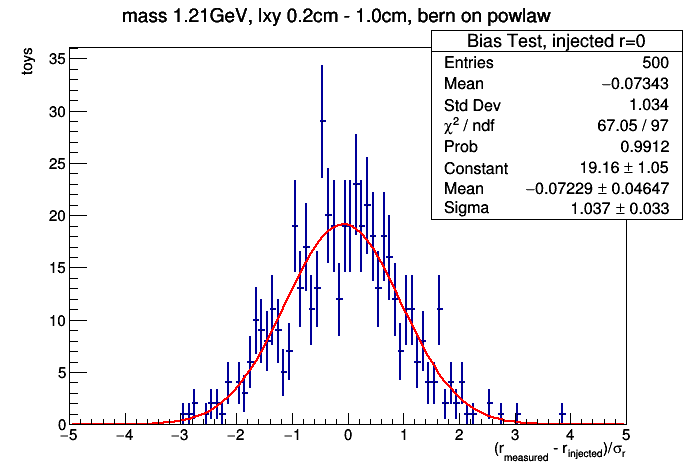 mass 1.21GeV, lxy 0.2cm - 1.0cm, bern on powlaw
Bias Test, injected r=0
Entries 500
Mean −0.07343
Std Dev 1.034
χ² / ndf 67.05 / 97
Prob 0.9912
Constant 19.16 ± 1.05
Mean −0.07229 ± 0.04647
Sigma 1.037 ± 0.033
toys
35
30
25
20
15
10
5
0
−5 −4 −3 −2 −1 0 1 2 3 4 5
(r_measured - r_injected)/σ_r